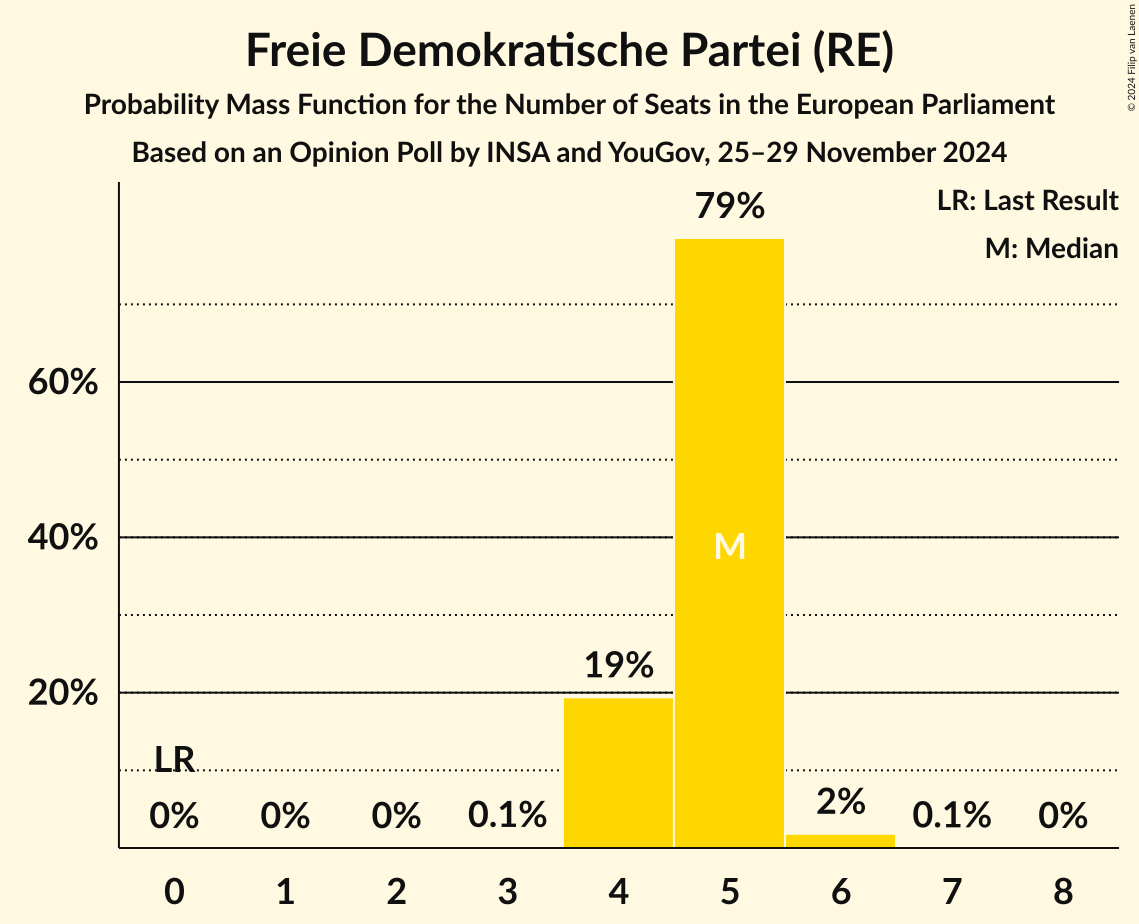 Freie Demokratische Partei (RE)
Probability Mass Function for the Number of Seats in the European Parliament
Based on an Opinion Poll by INSA and YouGov, 25–29 November 2024
© 2024 Filip van Laenen
LR: Last Result
M: Median
79%
60%
40%
M
19%
20%
LR
0% 0% 0% 0.1% 2% 0.1% 0%
0 1 2 3 4 5 6 7 8